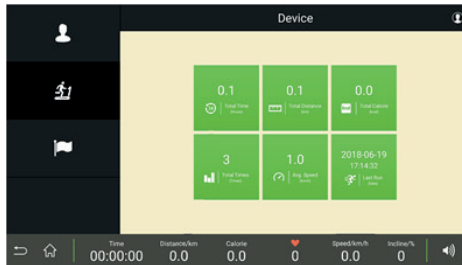 Device
0.1
Total Time
0.1
Total Distance
0.0
Total Calorie
3
Total Times
1.0
Avg. Speed
2018-06-19
17:14:32
Last Run
Time
00:00:00
Distance/km
0.0
Calorie
0.0
0
Speed/km/h
0.0
Incline/%
0